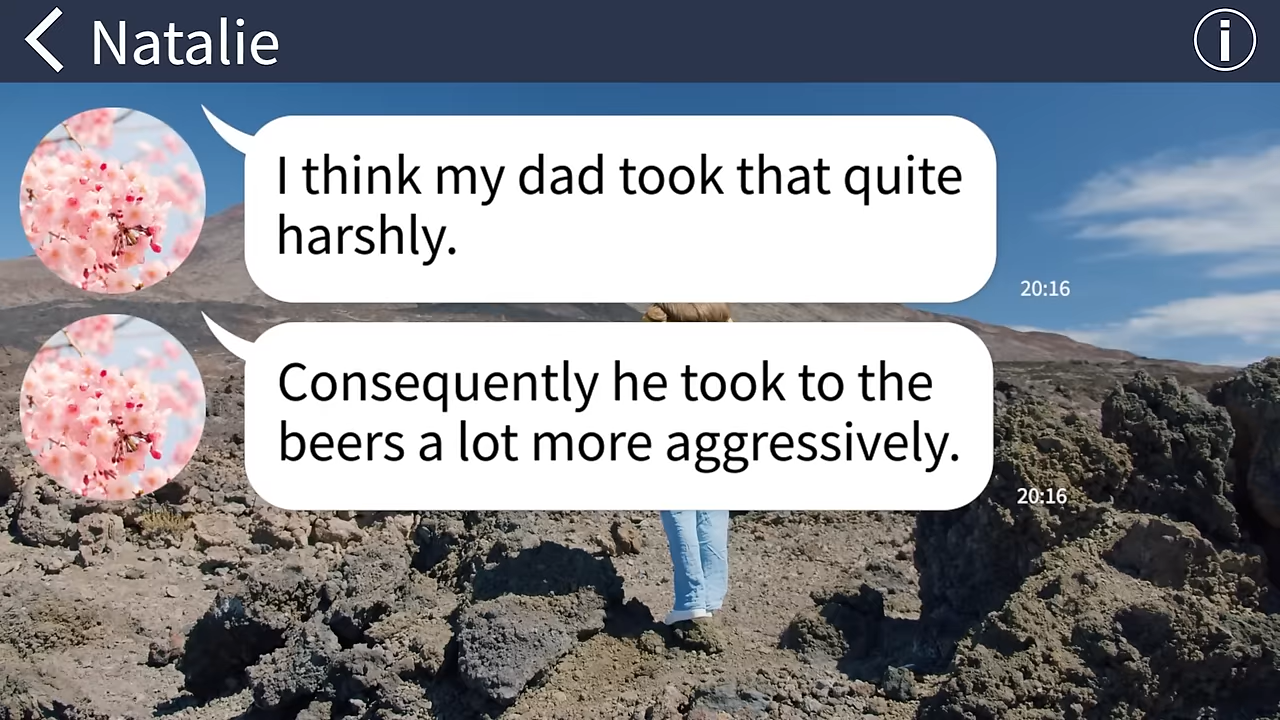 Natalie
I think my dad took that quite
harshly.
20:16
Consequently he took to the
beers a lot more aggressively.
20:16